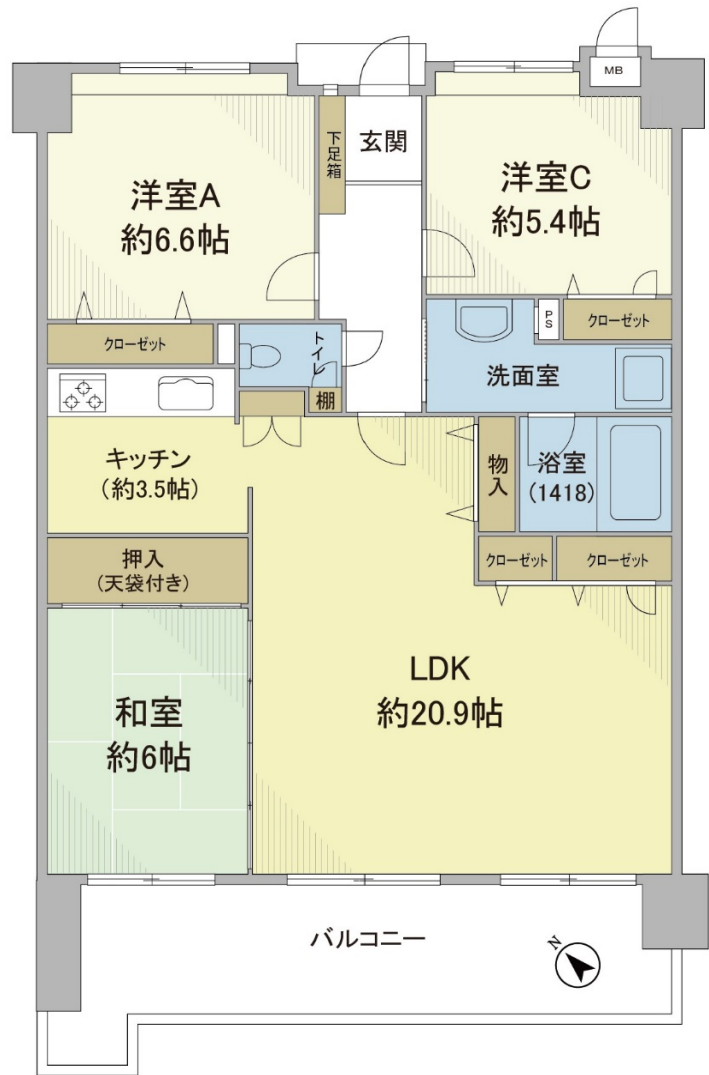 MB
洋室A
約6.6帖
下足箱
玄関
洋室C
約5.4帖
クローゼット
トイレ
棚
PS
クローゼット
洗面室
キッチン
(約3.5帖)
物入
浴室
(1418)
押入
(天袋付き)
クローゼット
クローゼット
LDK
約20.9帖
和室
約6帖
バルコニー
N